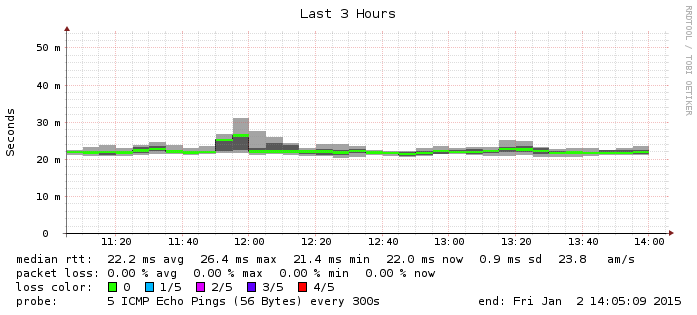 Last 3 Hours
RRDTOOL / TOBI OETIKER
Seconds
50 m
40 m
30 m
20 m
10 m
0
11:20 11:40 12:00 12:20 12:40 13:00 13:20 13:40 14:00
median rtt: 22.2 ms avg 26.4 ms max 21.4 ms min 22.0 ms now 0.9 ms sd 23.8 am/s
packet loss: 0.00 % avg 0.00 % max 0.00 % min 0.00 % now
loss color: 0 1/5 2/5 3/5 4/5
probe: 5 ICMP Echo Pings (56 Bytes) every 300s end: Fri Jan 2 14:05:09 2015